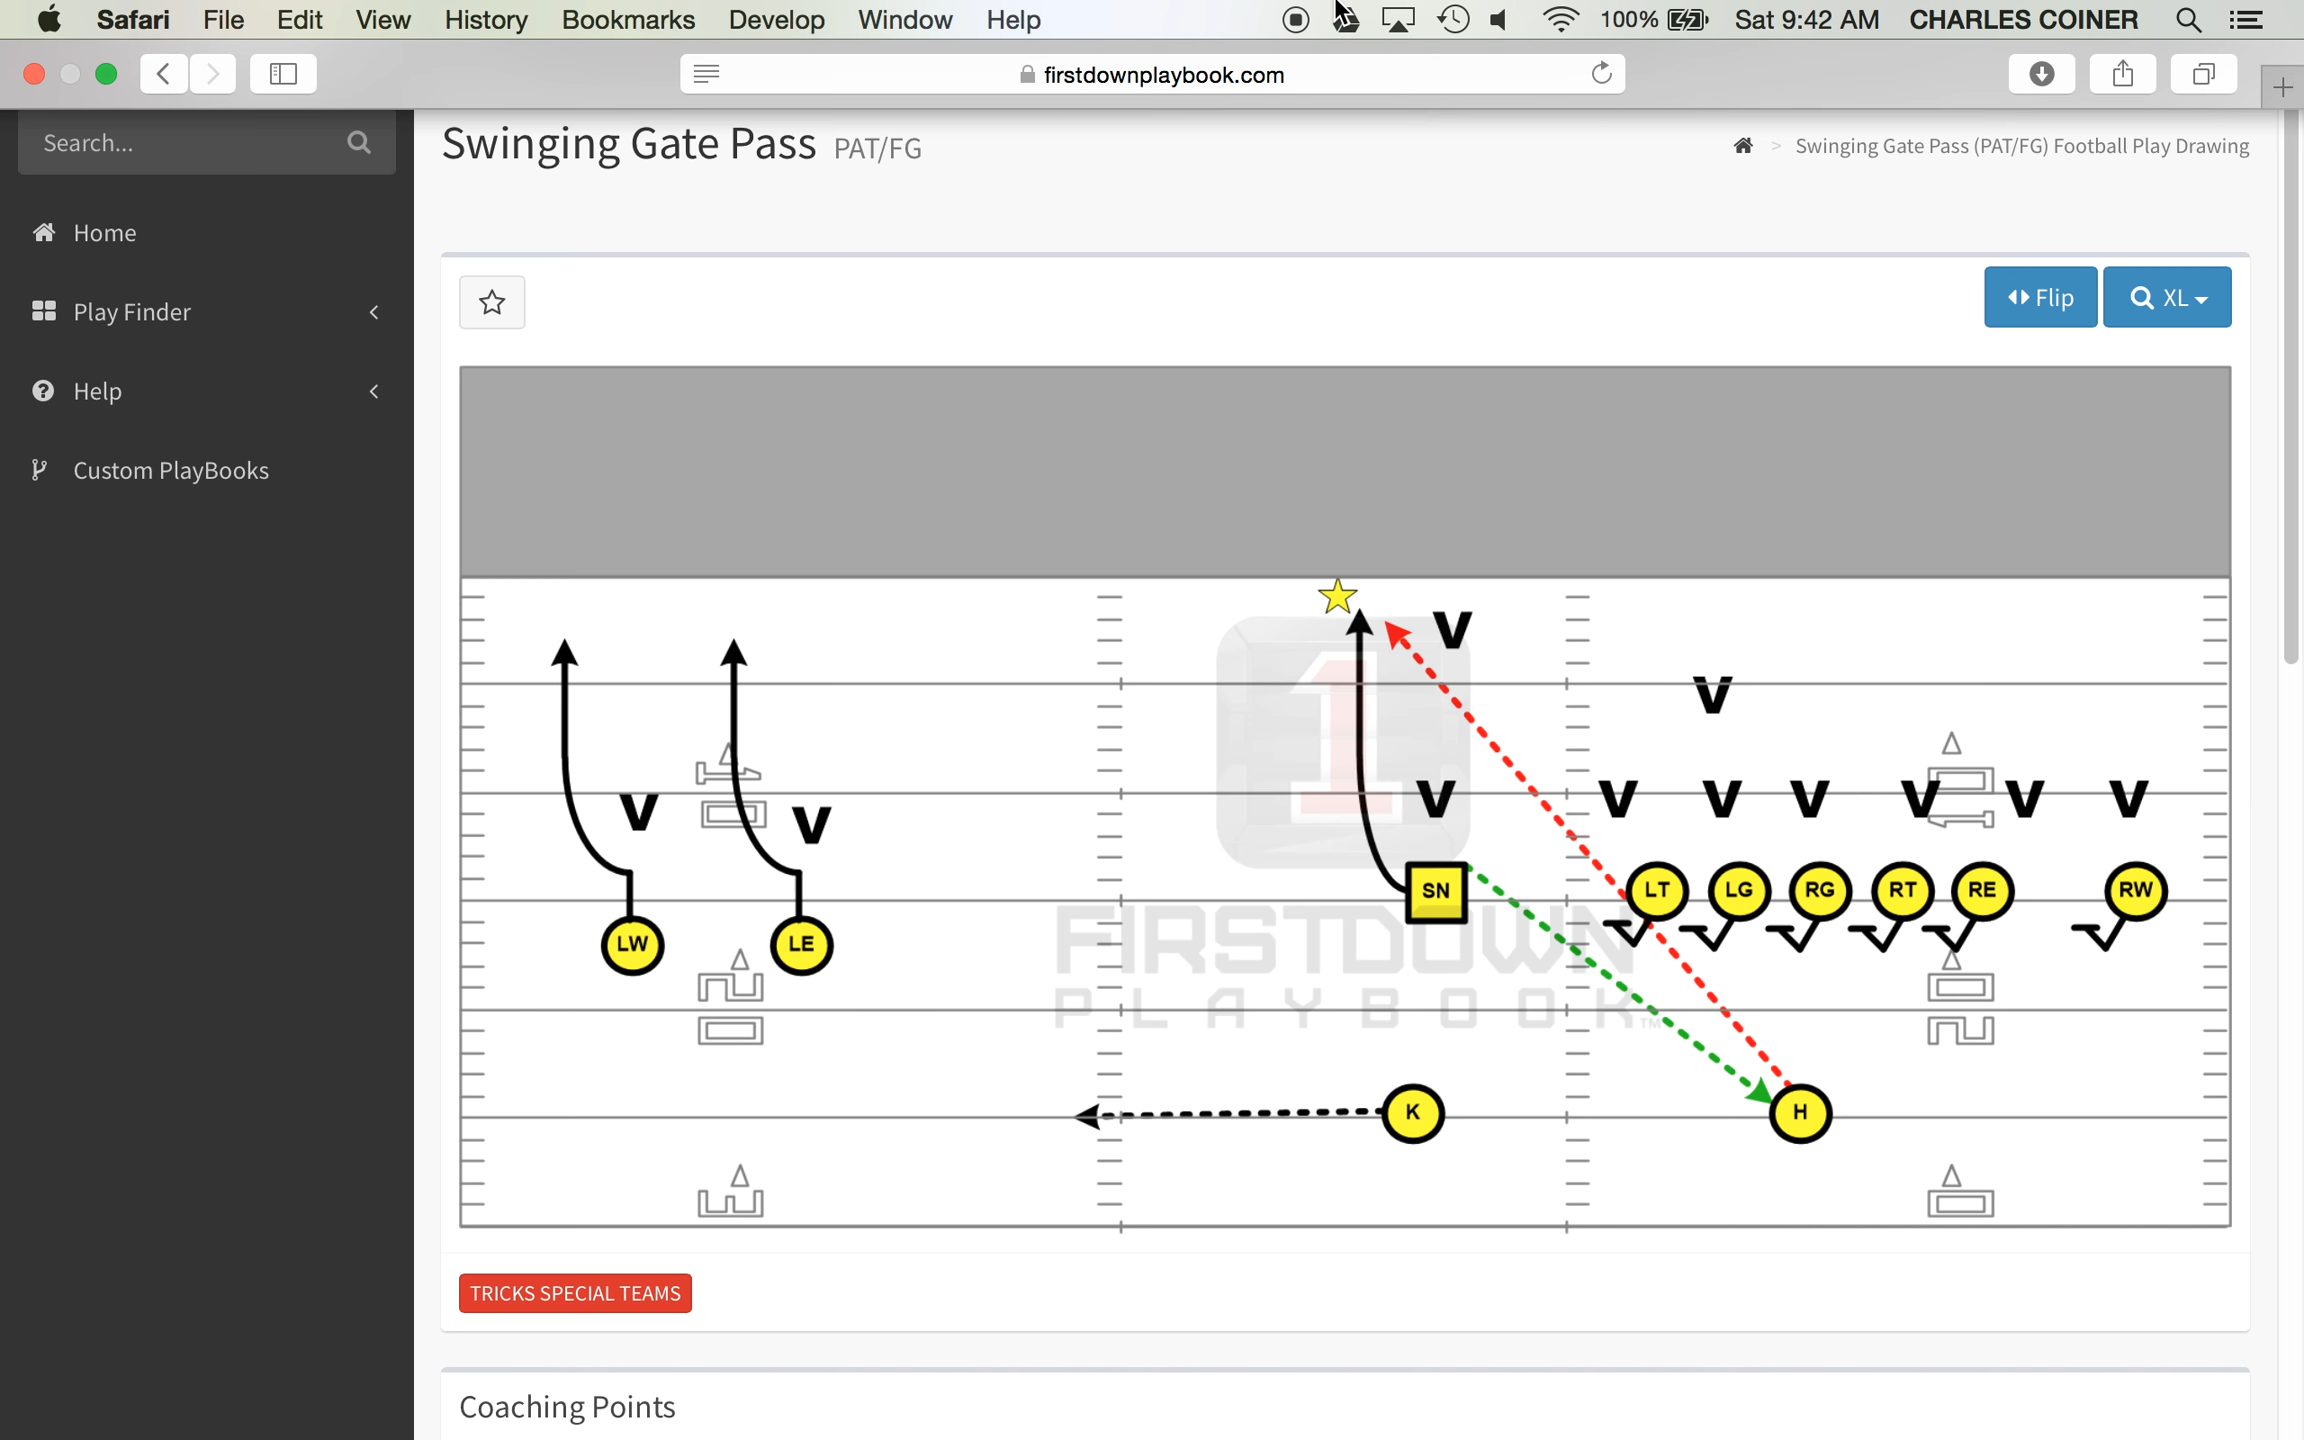 Safari File Edit View History Bookmarks Develop Window Help 100% Sat 9:42 AM CHARLES COINER
firstdownplaybook.com
Search...
Swinging Gate Pass PAT/FG
> Swinging Gate Pass (PAT/FG) Football Play Drawing
Home
Play Finder
Help
Custom PlayBooks
Flip
XL
V
V
1
V V V V V V V V V
SN LT LG RG RT RE RW
LW LE
FIRSTDOWN
PLAYBOOK™
K H
TRICKS SPECIAL TEAMS
Coaching Points